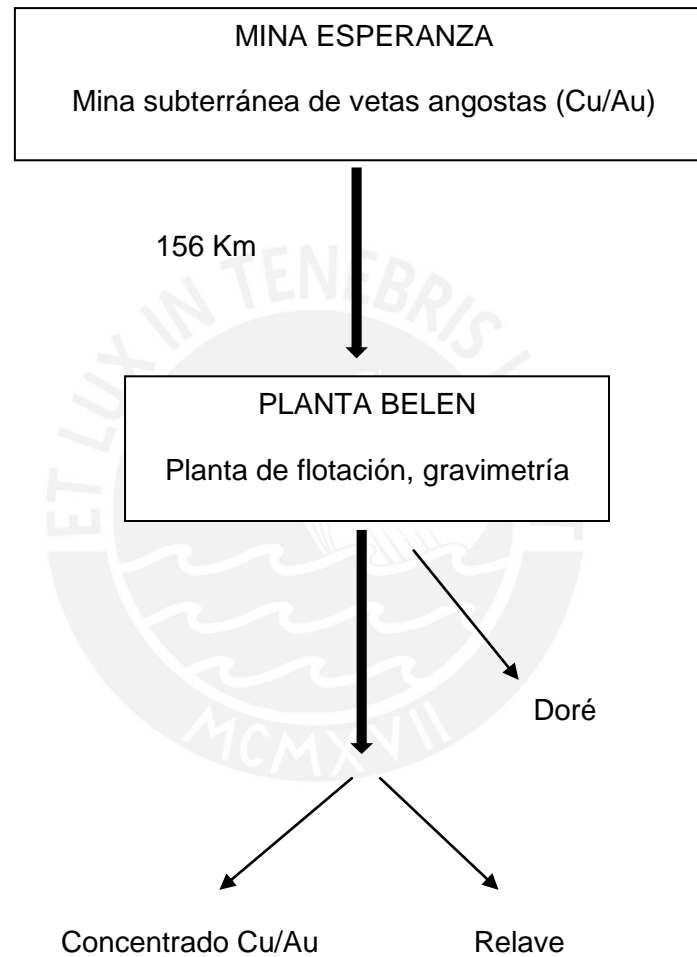 MINA ESPERANZA
Mina subterránea de vetas angostas (Cu/Au)
156 Km
ET LUX IN TENEBRIS
PLANTA BELEN
Planta de flotación, gravimetría
Doré
MCMXVII
Concentrado Cu/Au
Relave